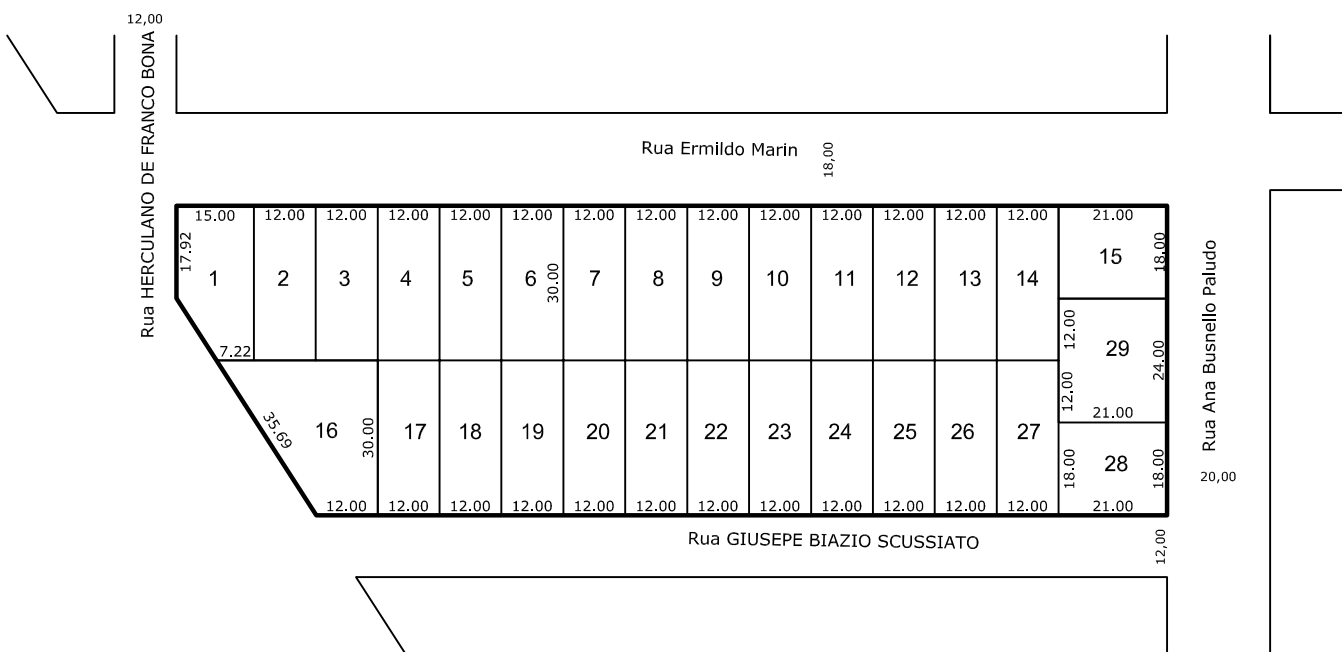 12,00
Rua HERCULANO DE FRANCO BONA
Rua Ermildo Marin
18,00
15.00 12.00 12.00 12.00 12.00 12.00 12.00 12.00 12.00 12.00 12.00 12.00 12.00 12.00 21.00
17.92
18.00
1 2 3 4 5 6 7 8 9 10 11 12 13 14 15
30.00
7.22
12.00
29
24.00
12.00
21.00
Rua Ana Busnello Paludo
20,00
35.69
16
30.00
17 18 19 20 21 22 23 24 25 26 27
18.00
28
18.00
12.00 12.00 12.00 12.00 12.00 12.00 12.00 12.00 12.00 12.00 12.00 12.00 21.00
Rua GIUSEPE BIAZIO SCUSSIATO
12,00